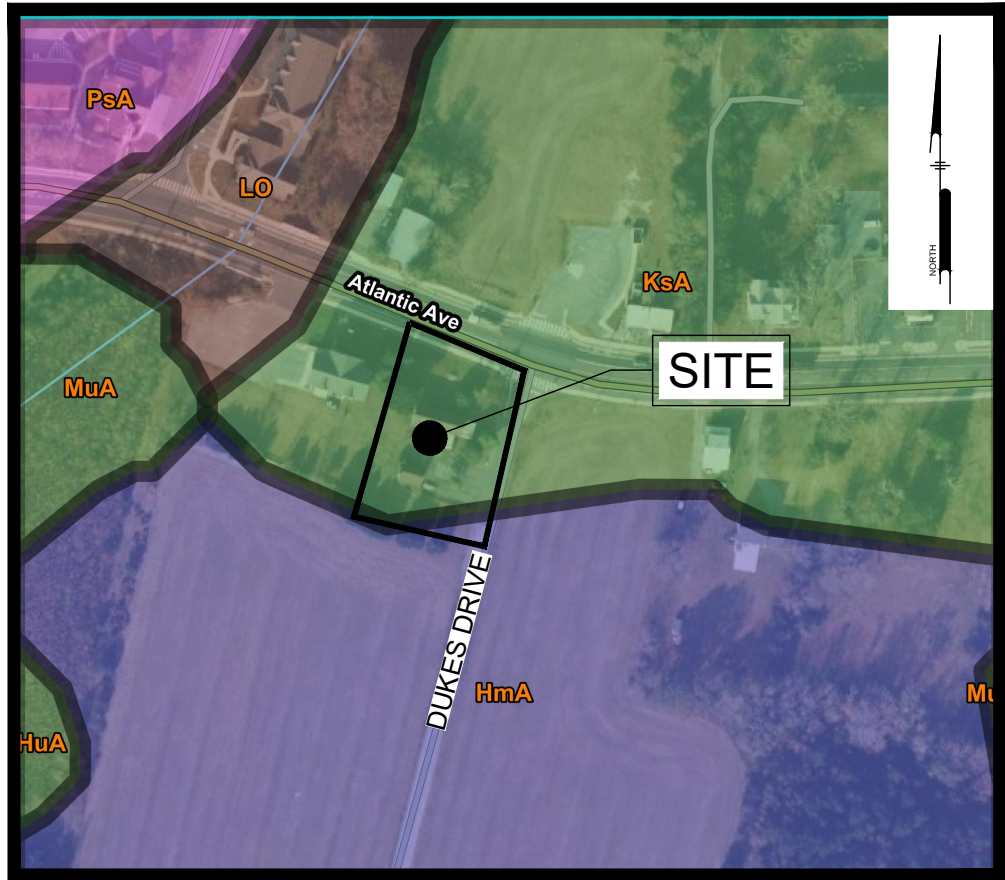 PsA
LO
NORTH
KsA
Atlantic Ave
SITE
MuA
DUKES DRIVE
HmA
Mu
HuA